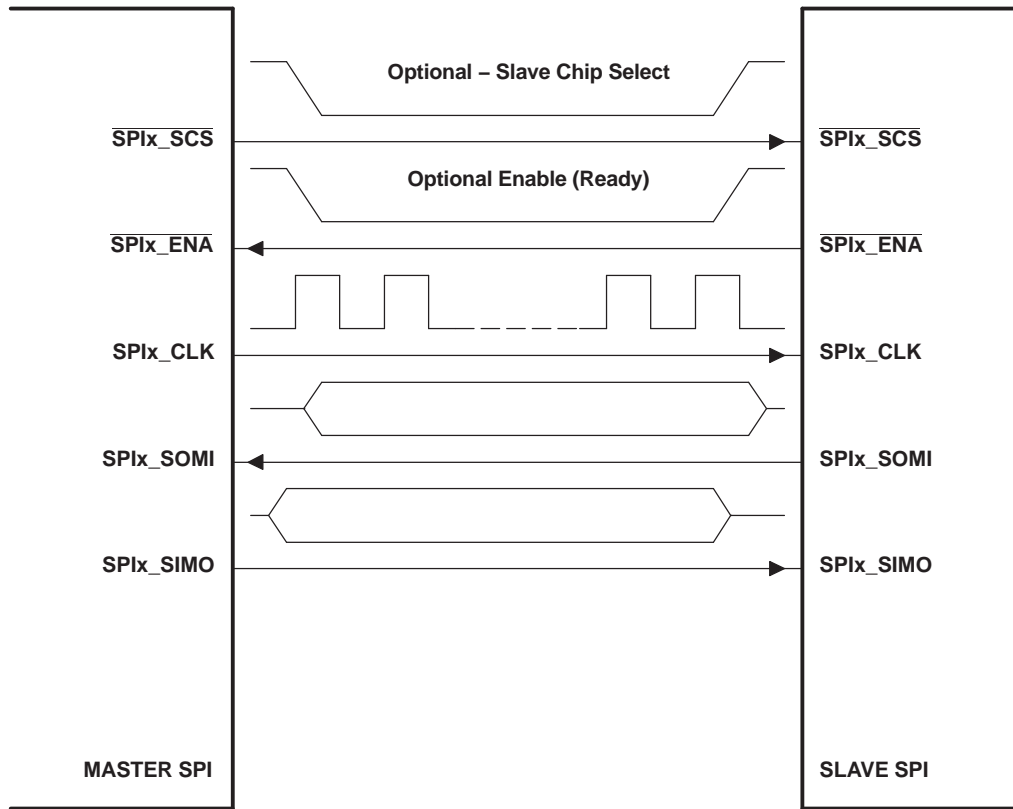 Optional – Slave Chip Select
SPIx_SCS
SPIx_SCS
Optional Enable (Ready)
SPIx_ENA
SPIx_ENA
SPIx_CLK
SPIx_CLK
SPIx_SOMI
SPIx_SOMI
SPIx_SIMO
SPIx_SIMO
MASTER SPI
SLAVE SPI